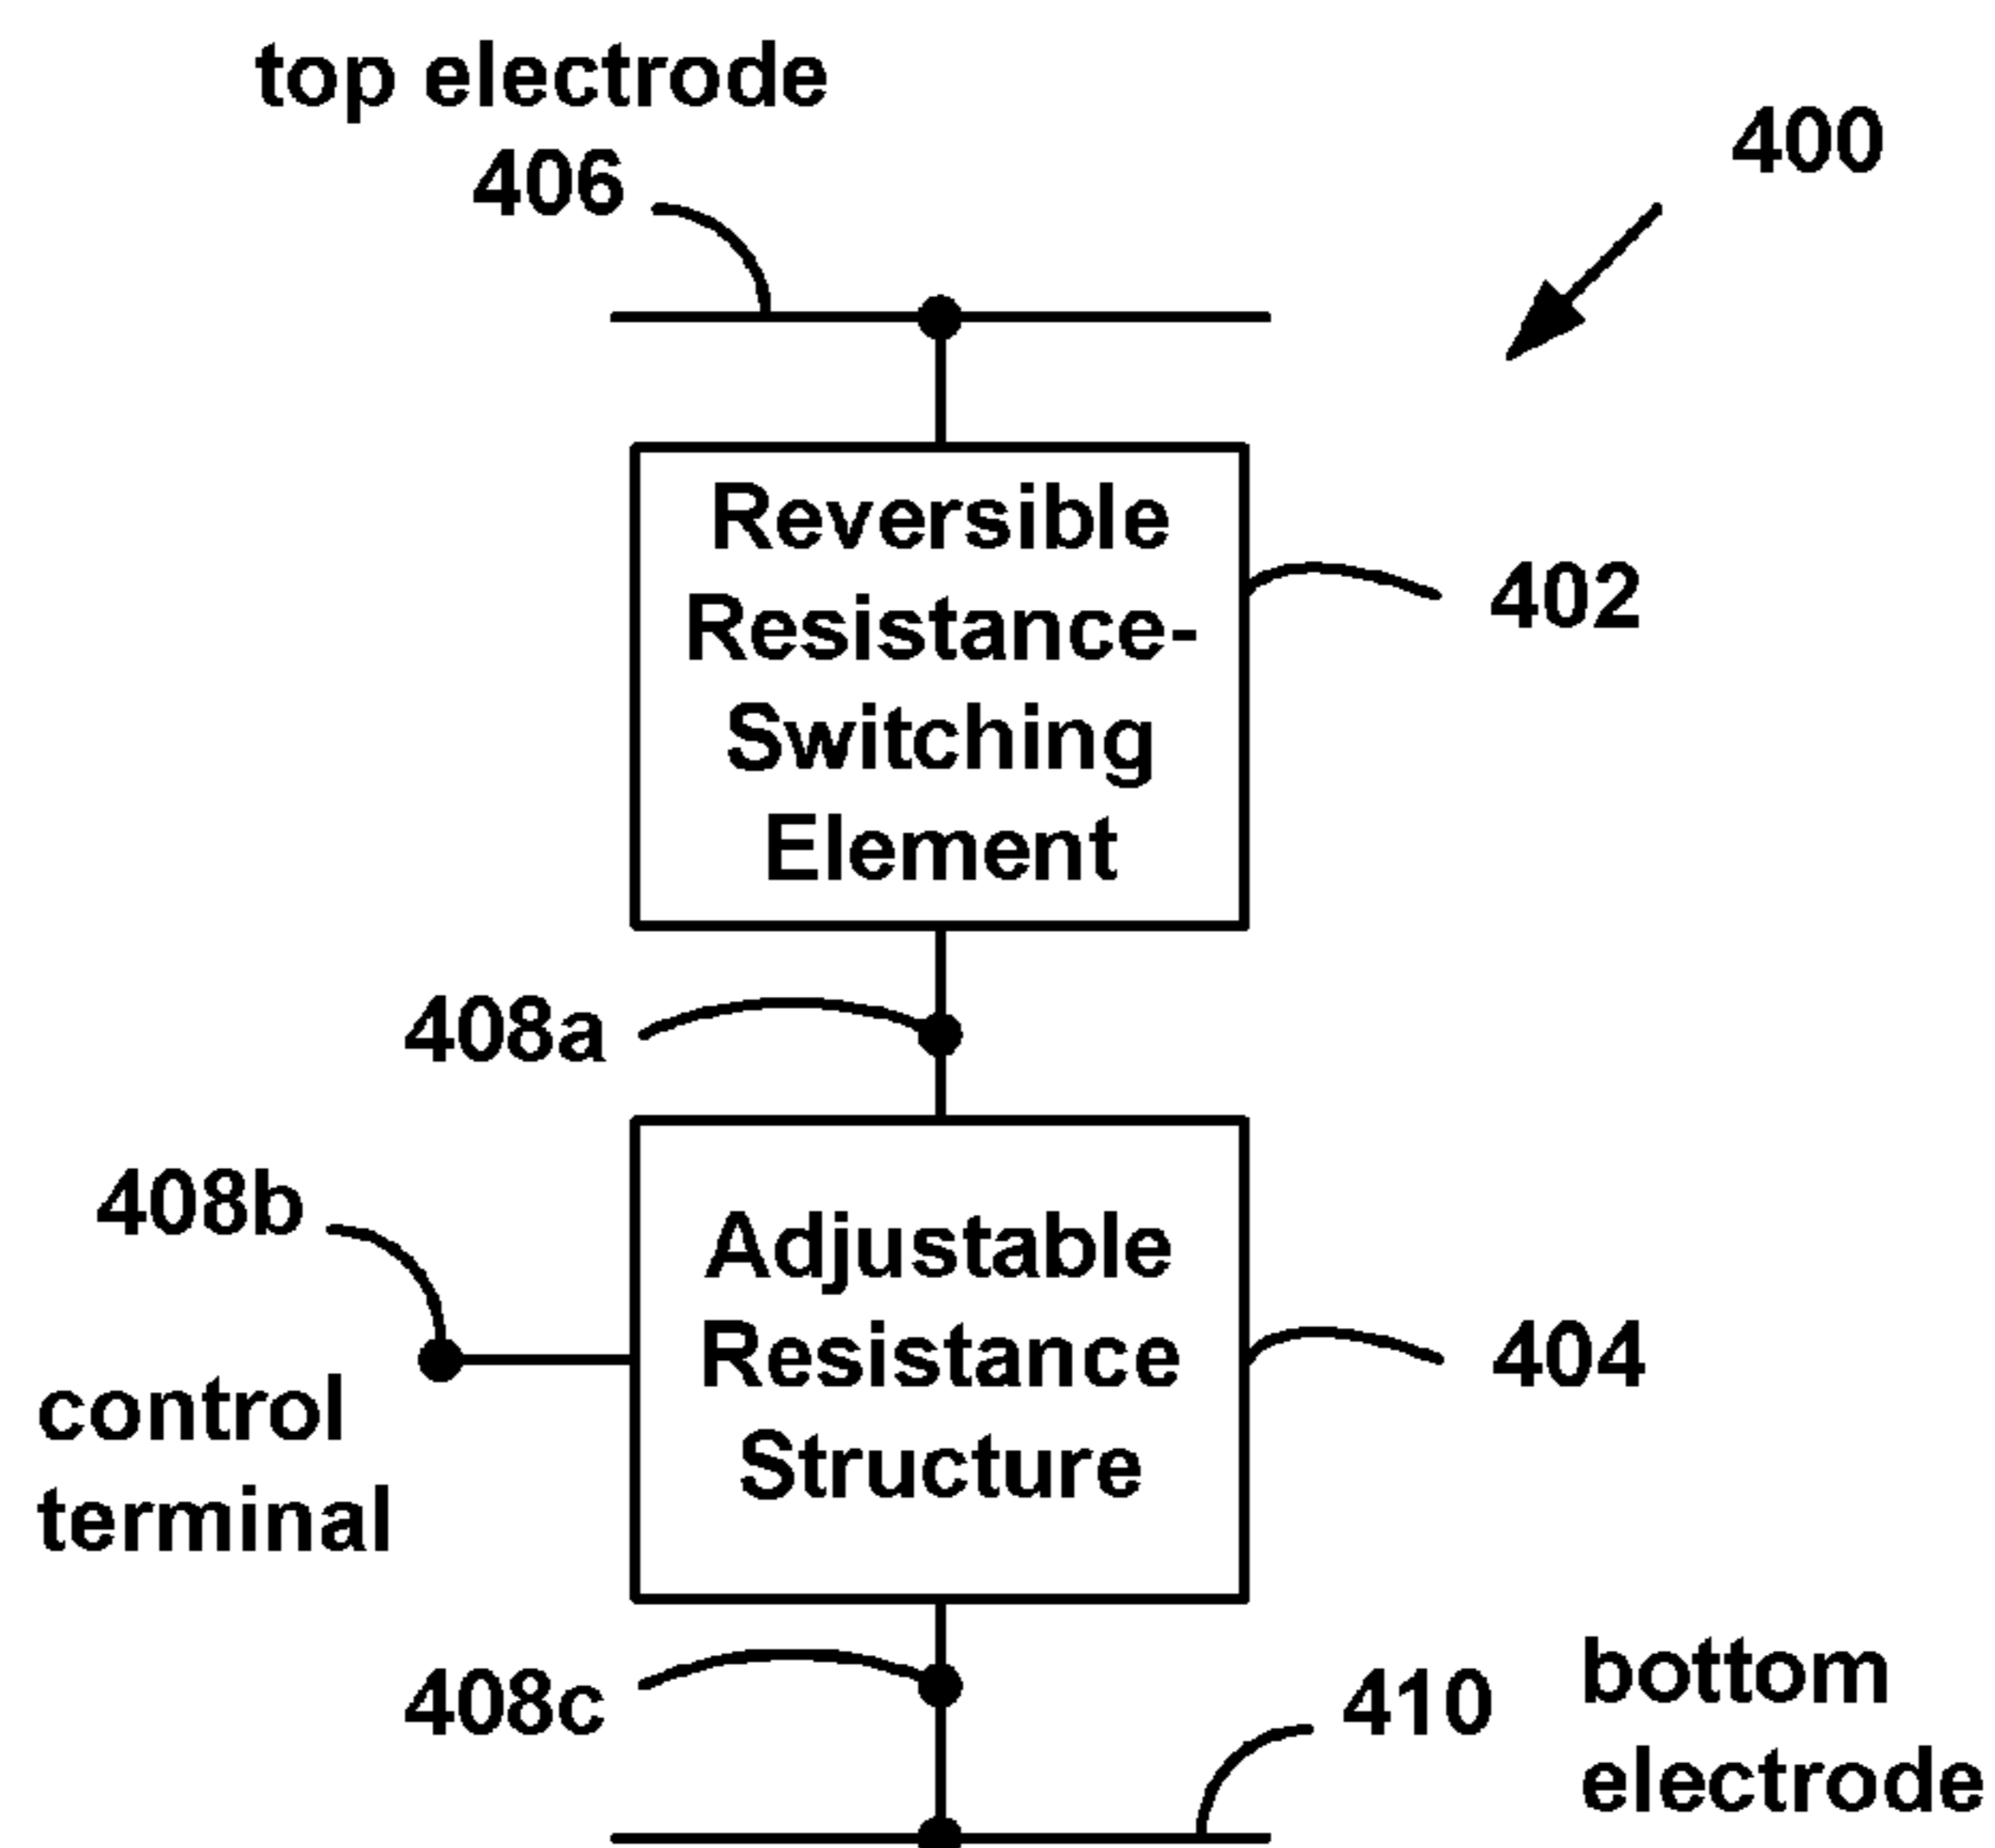 top electrode
406
400
Reversible
Resistance-
Switching
Element
402
408a
408b
control
terminal
Adjustable
Resistance
Structure
404
408c
410
bottom
electrode